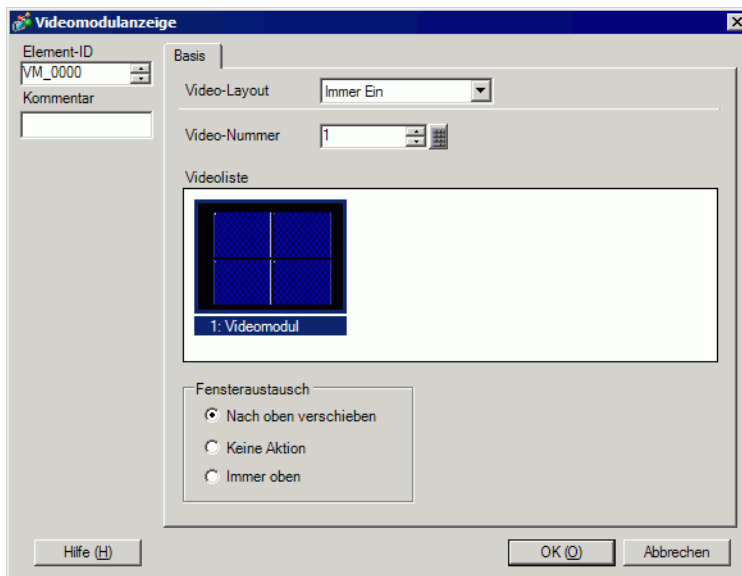 Videomodulanzeige
Element-ID
VM_0000
Kommentar
Basis
Video-Layout
Immer Ein
Video-Nummer
1
Videoliste
1: Videomodul
Fensteraustausch
Nach oben verschieben
Keine Aktion
Immer oben
Hilfe (H)
OK (O)
Abbrechen